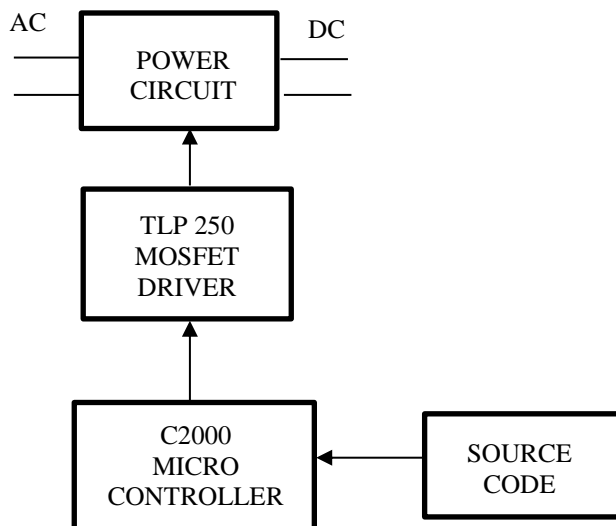 AC
DC
POWER
CIRCUIT
TLP 250
MOSFET
DRIVER
C2000
MICRO
CONTROLLER
SOURCE
CODE